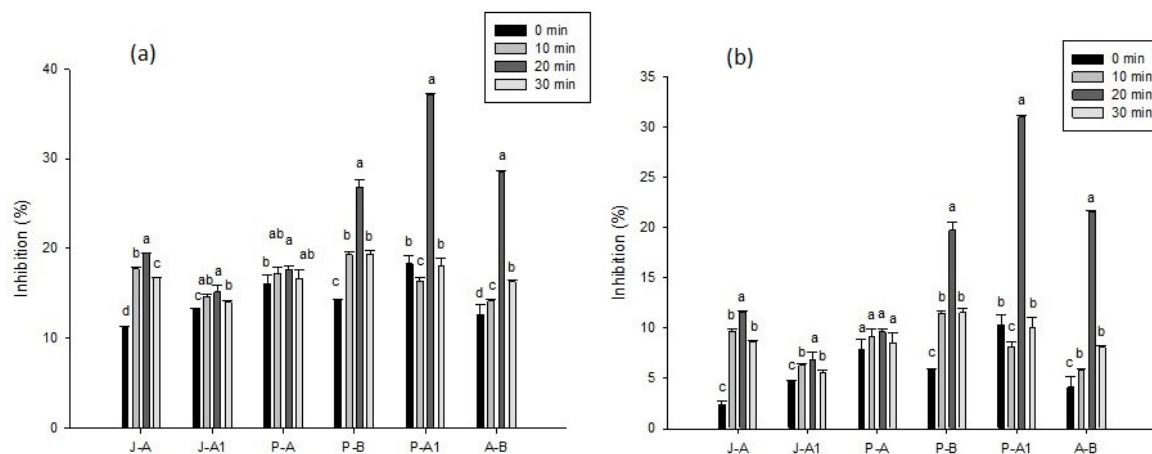 (a)
0 min
10 min
20 min
30 min
Inhibition (%)
40
30
20
10
0
d b a c
c ab a b
b ab a ab
c b a b
b c a b
d c a b
J-A J-A1 P-A P-B P-A1 A-B
(b)
0 min
10 min
20 min
30 min
Inhibition (%)
35
30
25
20
15
10
5
0
c b a b
c b a b
a a a a
c b a b
b c a b
c b a b
J-A J-A1 P-A P-B P-A1 A-B